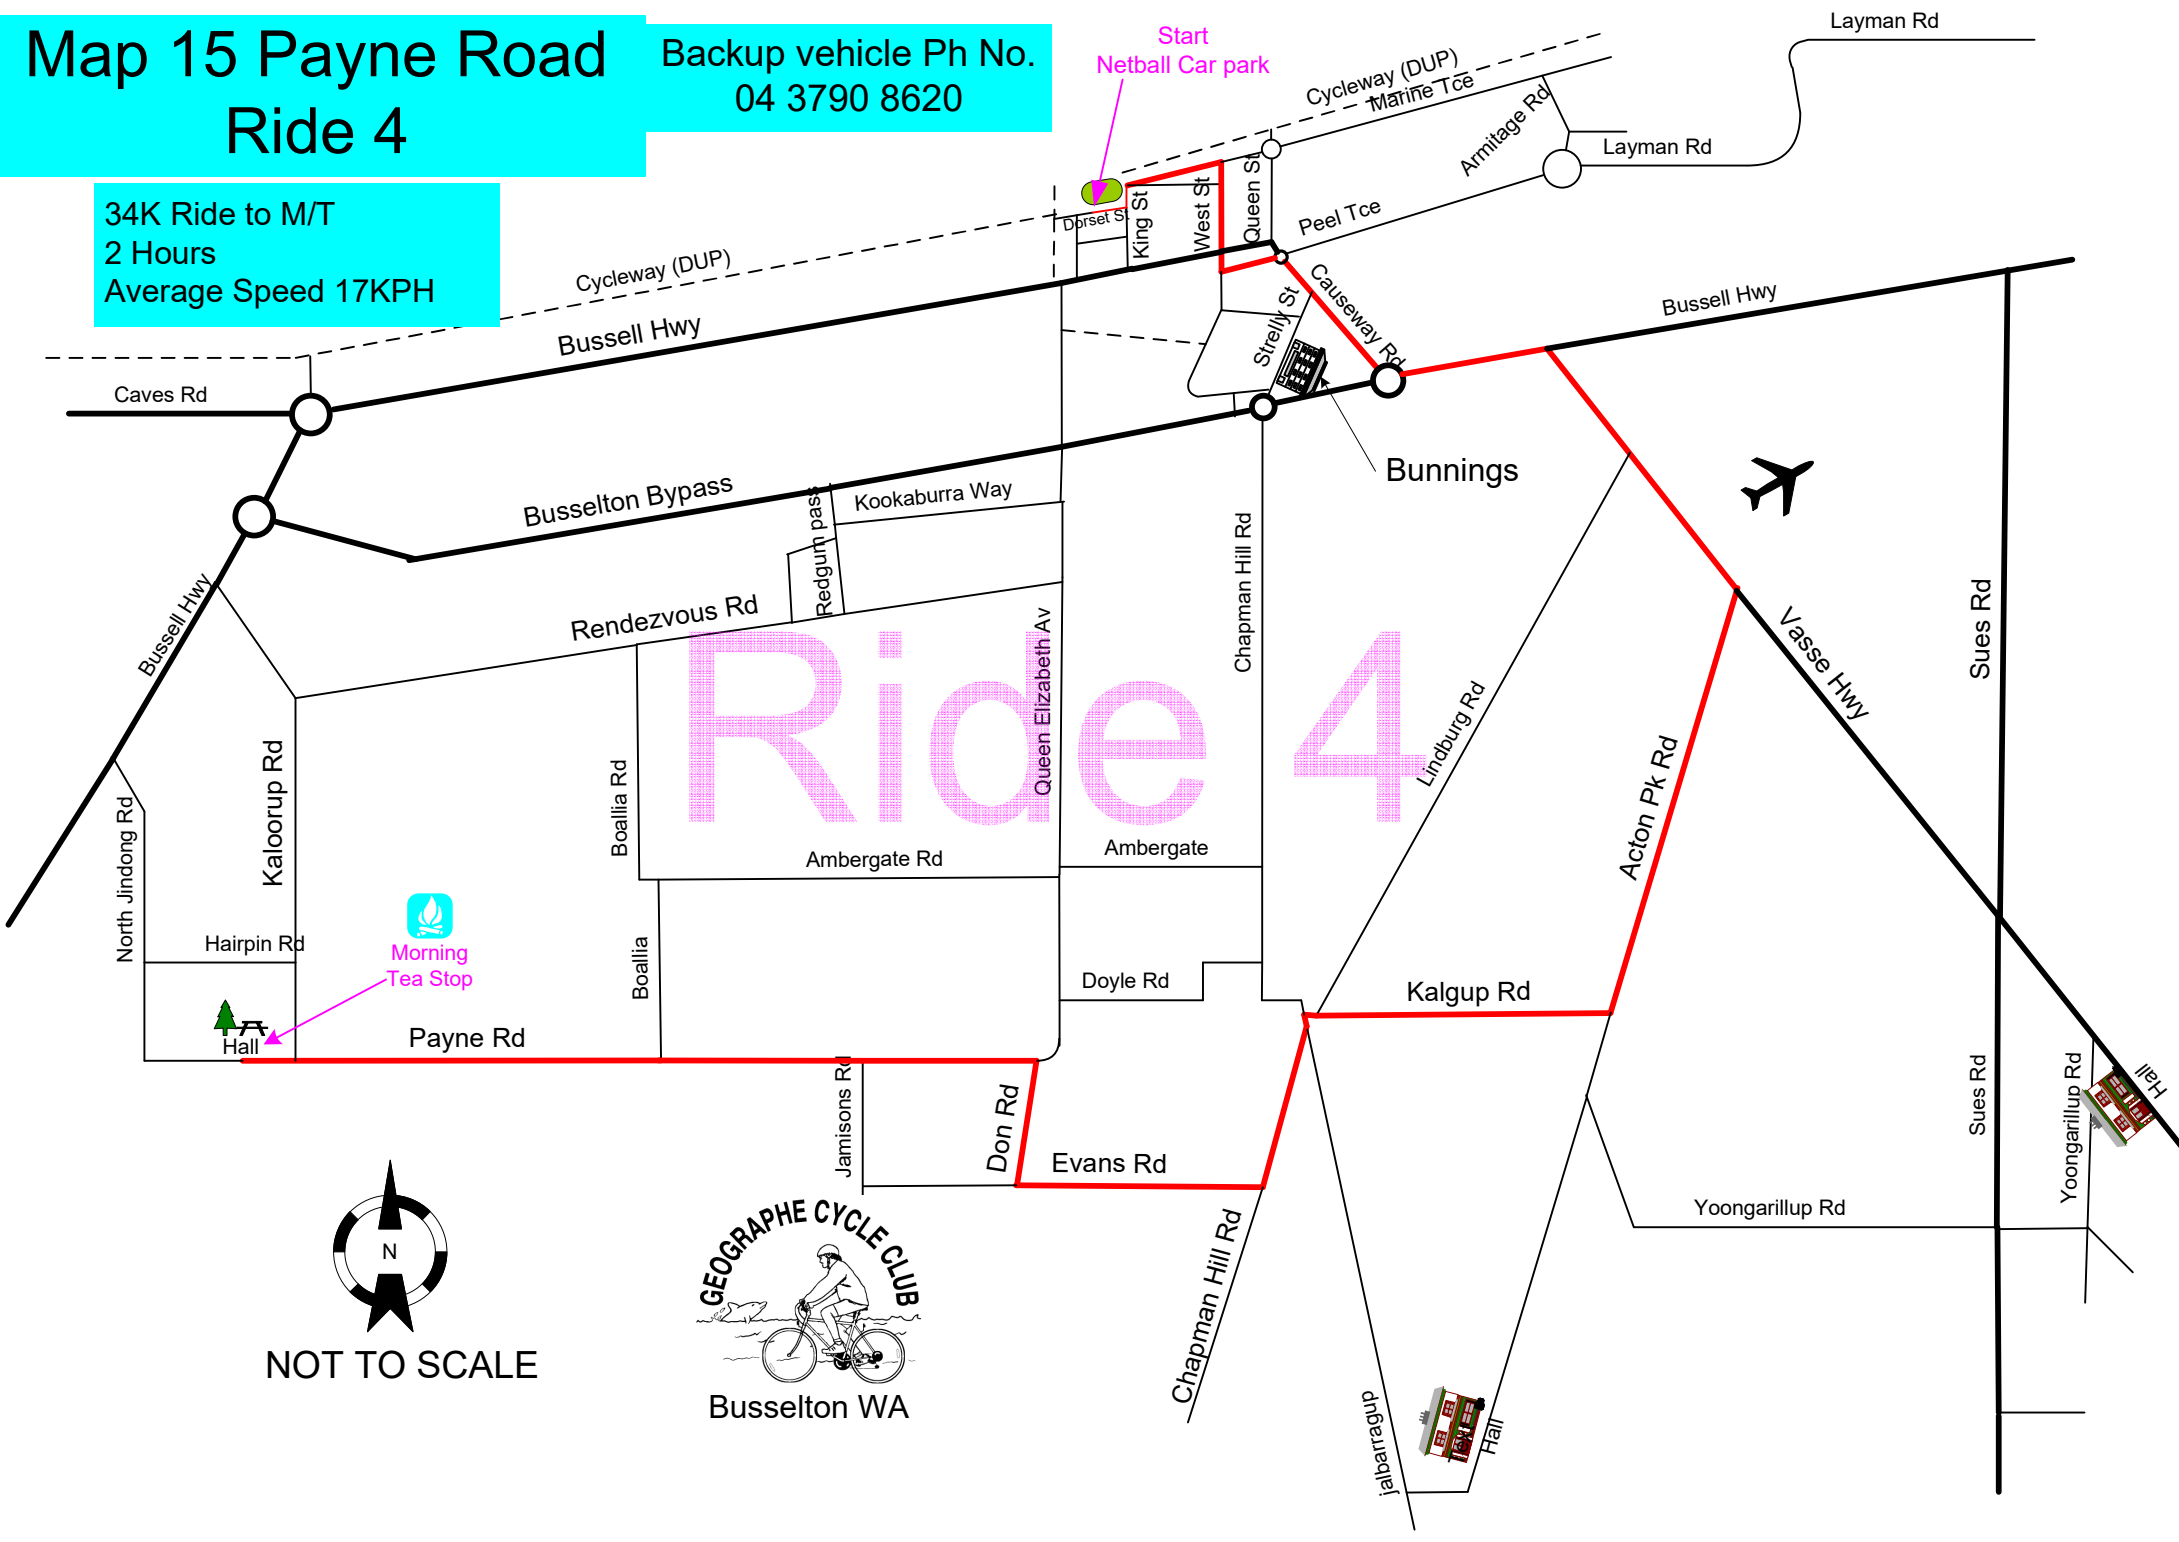 Map 15 Payne Road
Ride 4
Backup vehicle Ph No.
04 3790 8620
34K Ride to M/T
2 Hours
Average Speed 17KPH
Start
Netball Car park
Cycleway (DUP)
Marine Tce
Layman Rd
Armitage Rd
Layman Rd
Dorset St
King St
West St
Queen St
Peel Tce
Cycleway (DUP)
Bussell Hwy
Causeway Rd
Strelly St
Bussell Hwy
Caves Rd
Bunnings
Busselton Bypass
Redgum pass
Kookaburra Way
Chapman Hill Rd
Bussell Hwy
Rendezvous Rd
Queen Elizabeth Av
Ride 4
Lindburg Rd
Vasse Hwy
Sues Rd
Kaloorup Rd
North Jindong Rd
Boallia Rd
Ambergate Rd
Ambergate
Acton Pk Rd
Hairpin Rd
Morning
Tea Stop
Boallia
Doyle Rd
Kalgup Rd
Hall
Payne Rd
Jamisons Rd
Don Rd
Evans Rd
Sues Rd
Yoongarillup Rd
Hall
Yoongarillup Rd
Chapman Hill Rd
jalbarragup
Text
Hall
N
NOT TO SCALE
GEOGRAPHE CYCLE CLUB
Busselton WA